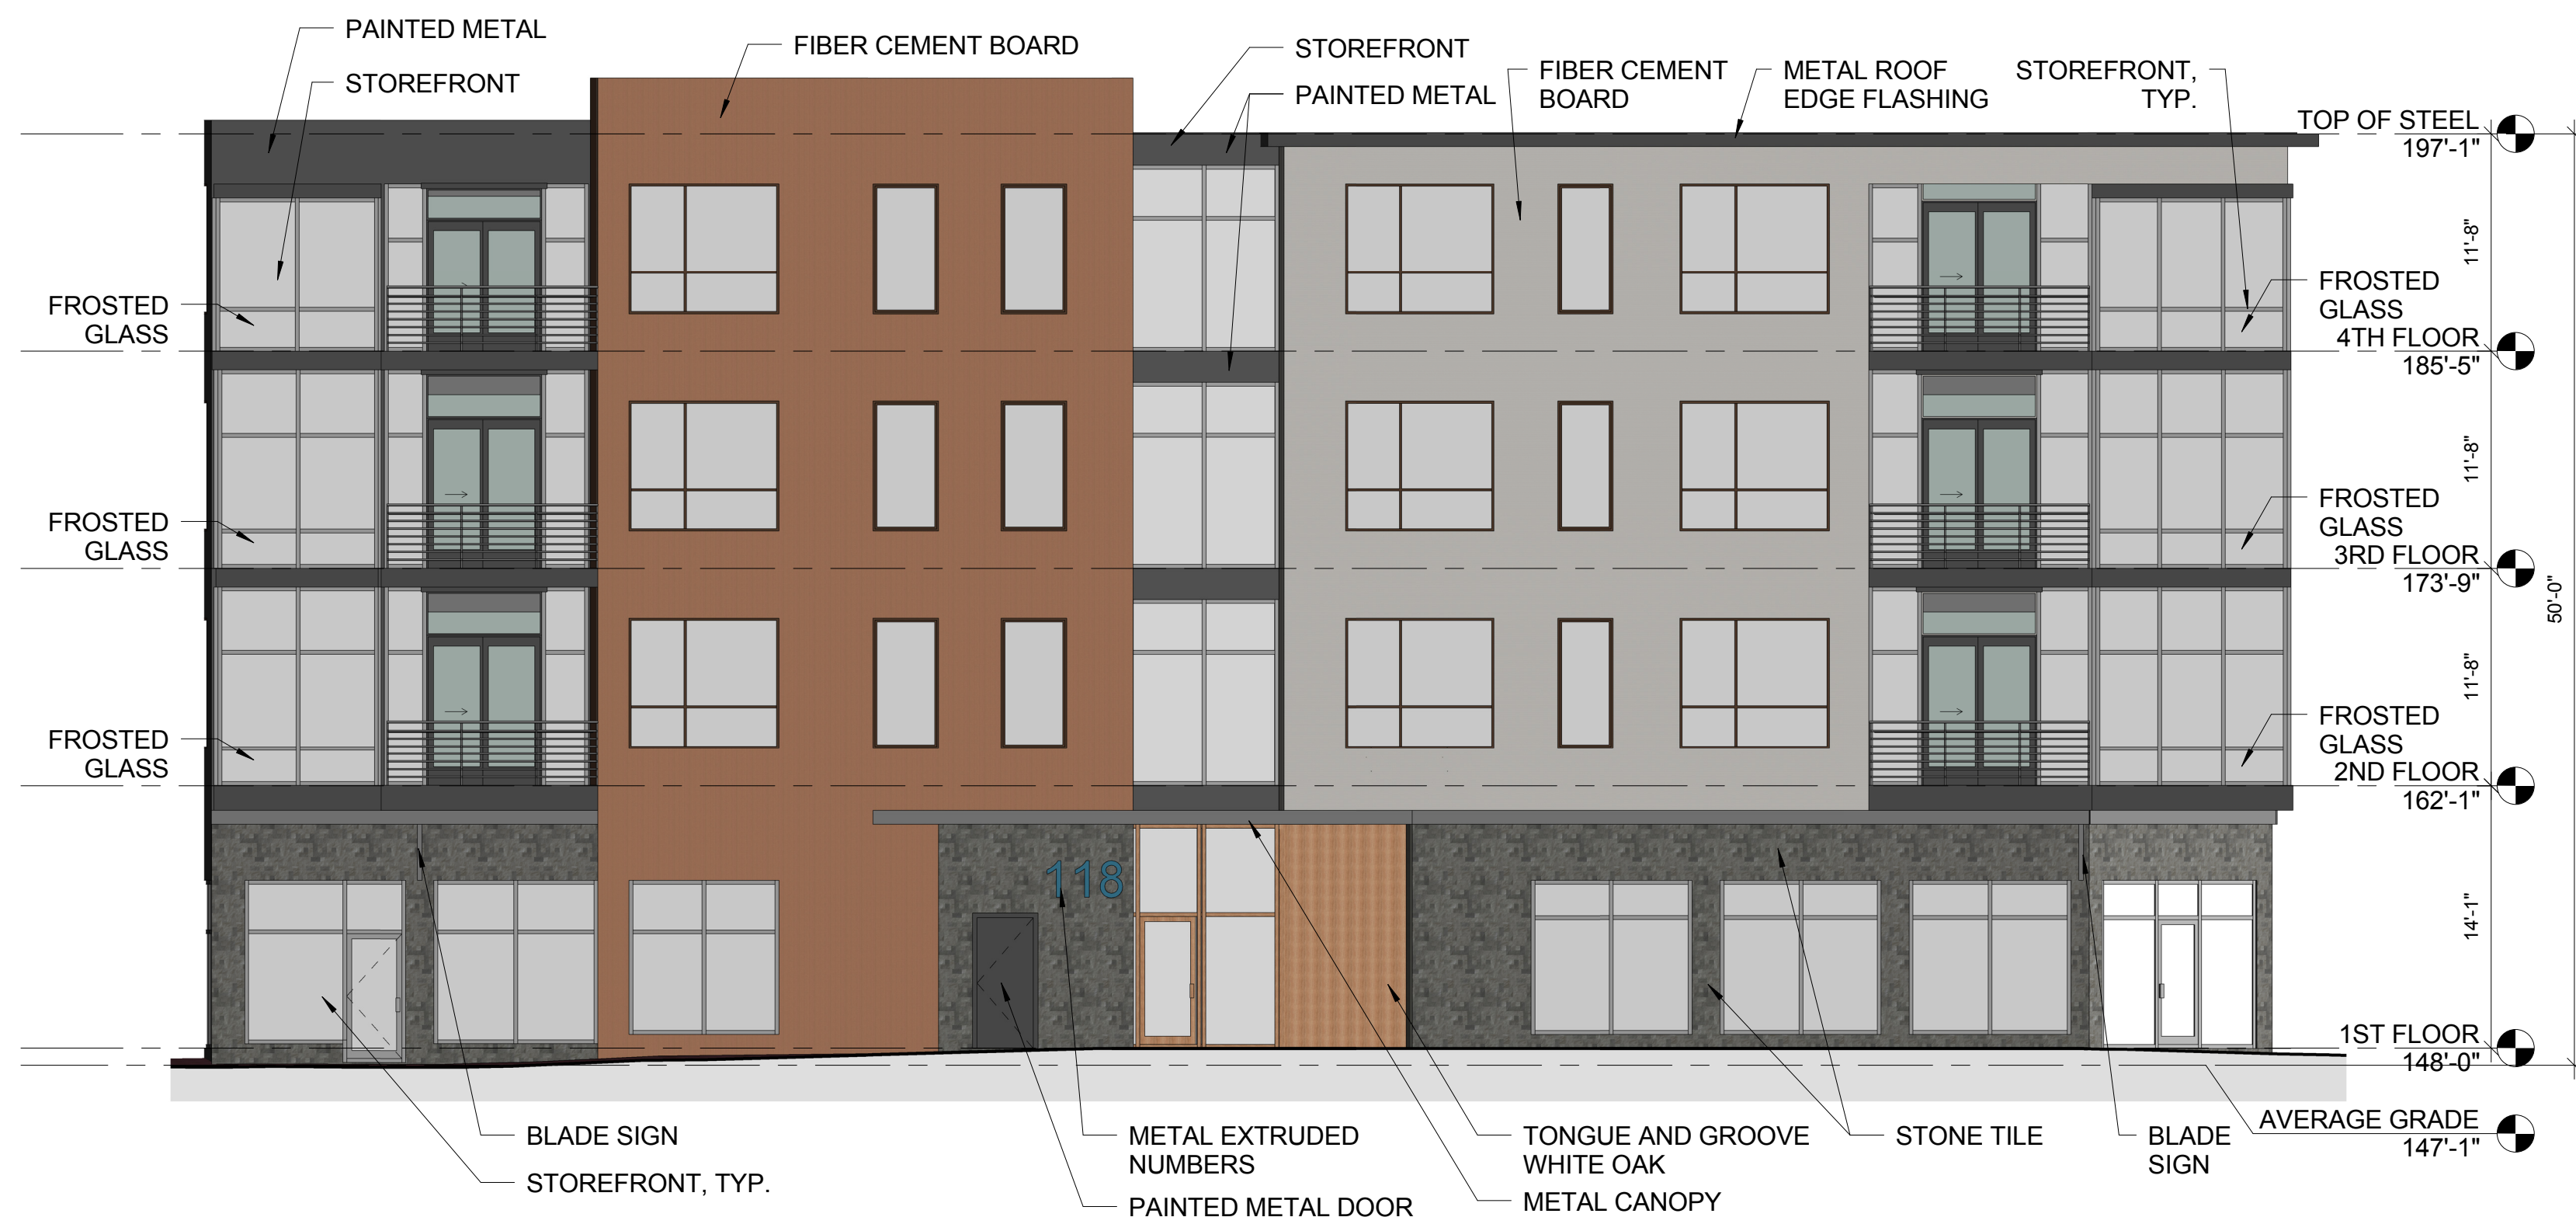 PAINTED METAL
STOREFRONT
FIBER CEMENT BOARD
STOREFRONT
PAINTED METAL
FIBER CEMENT
BOARD
METAL ROOF
EDGE FLASHING
STOREFRONT,
TYP.
TOP OF STEEL
197'-1"
11'-8"
FROSTED
GLASS
FROSTED
GLASS
4TH FLOOR
185'-5"
11'-8"
FROSTED
GLASS
FROSTED
GLASS
3RD FLOOR
173'-9"
50'-0"
11'-8"
FROSTED
GLASS
FROSTED
GLASS
2ND FLOOR
162'-1"
118
14'-1"
1ST FLOOR
148'-0"
BLADE SIGN
STOREFRONT, TYP.
METAL EXTRUDED
NUMBERS
PAINTED METAL DOOR
TONGUE AND GROOVE
WHITE OAK
METAL CANOPY
STONE TILE
BLADE
SIGN
AVERAGE GRADE
147'-1"